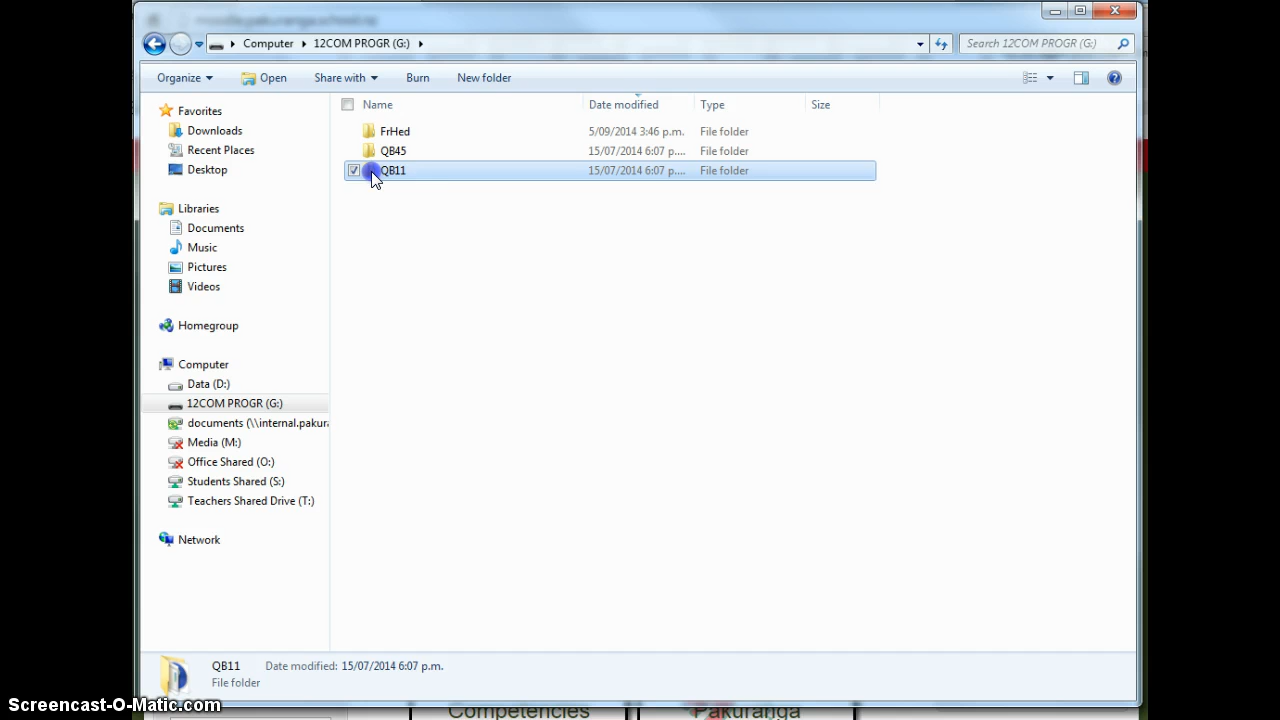 moodle.pakuranga.school.nz
Computer 12COM PROGR (G:)
Search 12COM PROGR (G:)
Organize Open Share with Burn New folder
Name Date modified Type Size
FrHed 5/09/2014 3:46 p.m. File folder
QB45 15/07/2014 6:07 p.... File folder
QB11 15/07/2014 6:07 p.... File folder
Favorites
Downloads
Recent Places
Desktop
Libraries
Documents
Music
Pictures
Videos
Homegroup
Computer
Data (D:)
12COM PROGR (G:)
documents (\\internal.pakur
Media (M:)
Office Shared (O:)
Students Shared (S:)
Teachers Shared Drive (T:)
Network
QB11 Date modified: 15/07/2014 6:07 p.m.
File folder
Competencies Pakuranga
Screencast-O-Matic.com